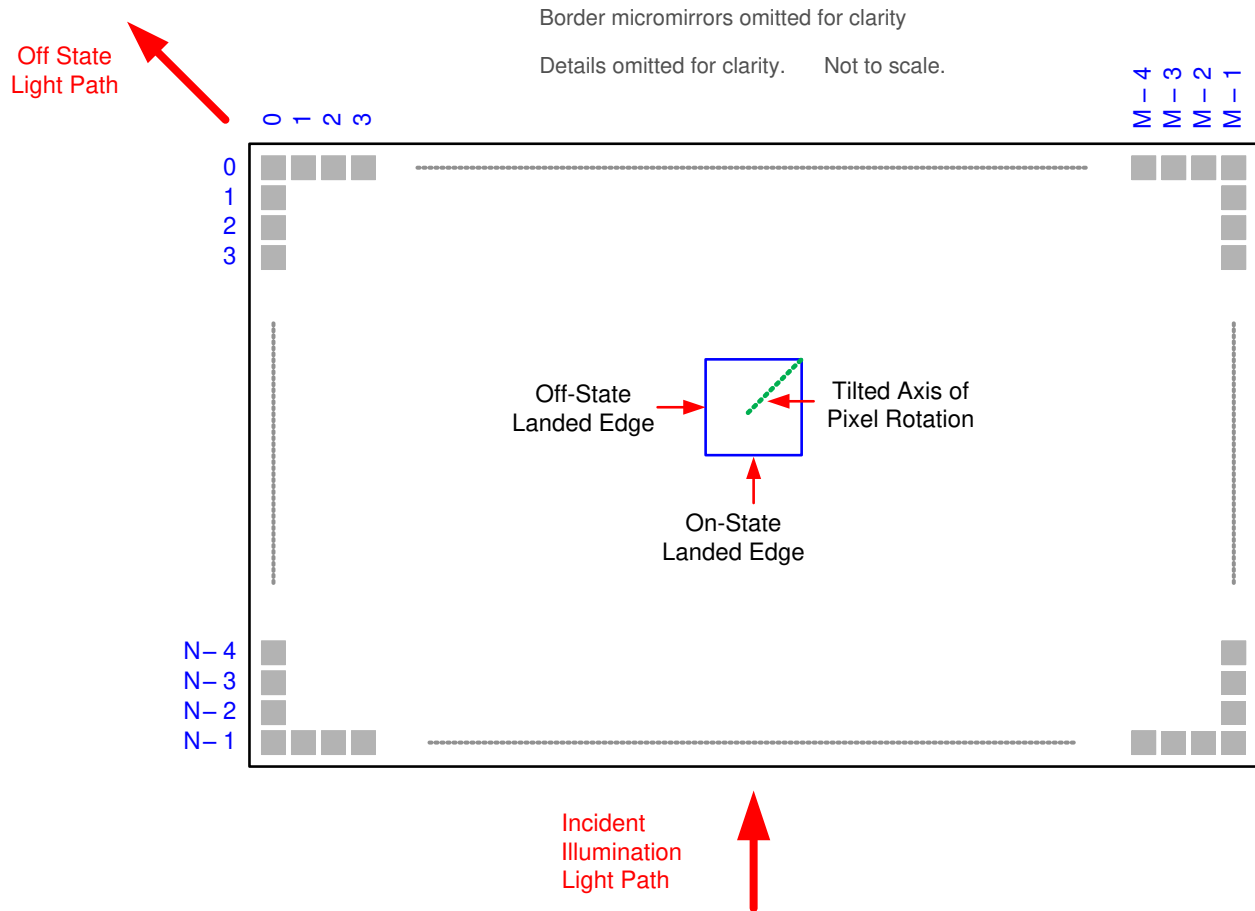 Border micromirrors omitted for clarity
Off State
Light Path
Details omitted for clarity. Not to scale.
0
1
2
3
M – 4
M – 3
M – 2
M – 1
0
1
2
3
Off-State
Landed Edge
Tilted Axis of
Pixel Rotation
On-State
Landed Edge
N – 4
N – 3
N – 2
N – 1
Incident
Illumination
Light Path